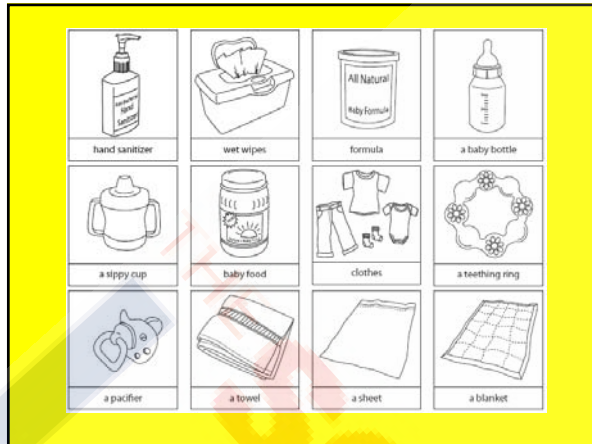 Hand
Sanitizer
All Natural
Baby Formula
hand sanitizer
wet wipes
formula
a baby bottle
a sippy cup
baby food
clothes
a teething ring
THE
a pacifier
a towel
a sheet
a blanket